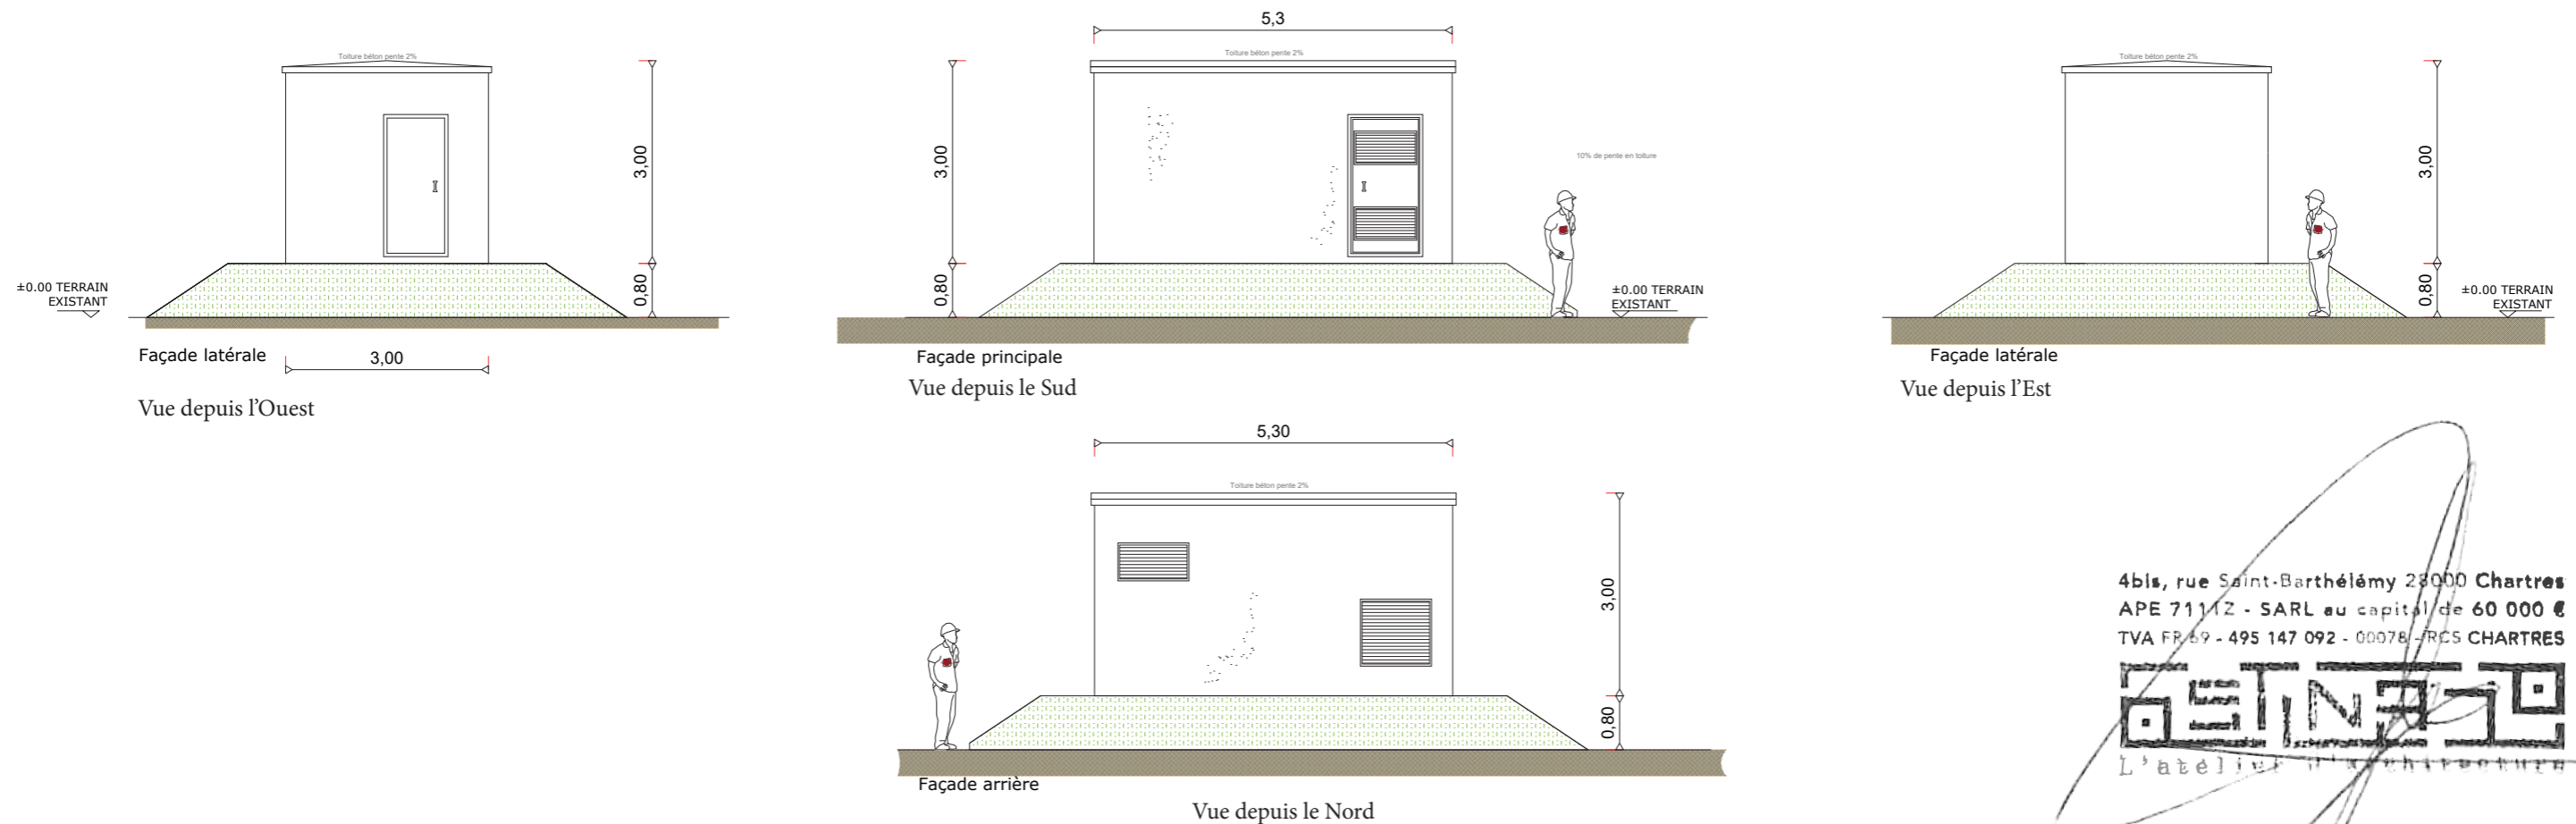 Toiture béton pente 2%
3,00
0,80
±0.00 TERRAIN
EXISTANT
Façade latérale
3,00
Vue depuis l'Ouest
5,3
Toiture béton pente 2%
3,00
0,80
10% de pente en toiture
±0.00 TERRAIN
EXISTANT
Façade principale
Vue depuis le Sud
Toiture béton pente 2%
3,00
0,80
±0.00 TERRAIN
EXISTANT
Façade latérale
Vue depuis l'Est
5,30
Toiture béton pente 2%
3,00
0,80
Façade arrière
Vue depuis le Nord
4bis, rue Saint-Barthélémy 28000 Chartres
APE 7111Z - SARL au capital de 60 000 €
TVA FR 69 - 495 147 092 - 00078 - RCS CHARTRES
L'atelier d'Architecture